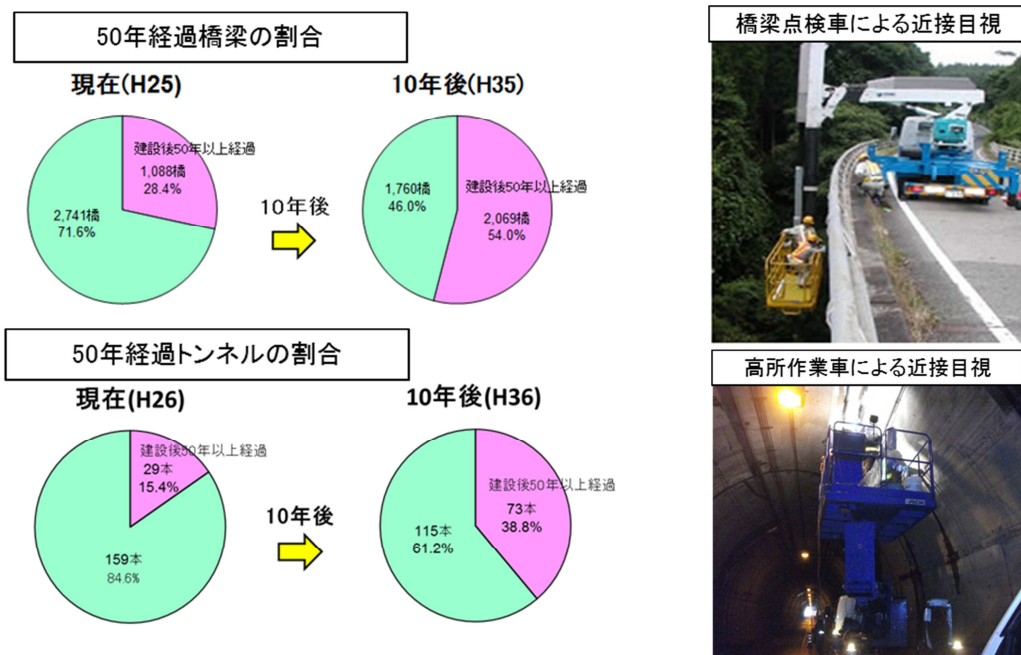 50年経過橋梁の割合
現在(H25)
建設後50年以上経過
1,088橋
28.4%
2,741橋
71.6%
10年後
10年後(H35)
1,760橋
46.0%
建設後50年以上経過
2,069橋
54.0%
50年経過トンネルの割合
現在(H26)
建設後50年以上経過
29本
15.4%
159本
84.6%
10年後
10年後(H36)
建設後50年以上経過
73本
38.8%
115本
61.2%
橋梁点検車による近接目視
高所作業車による近接目視